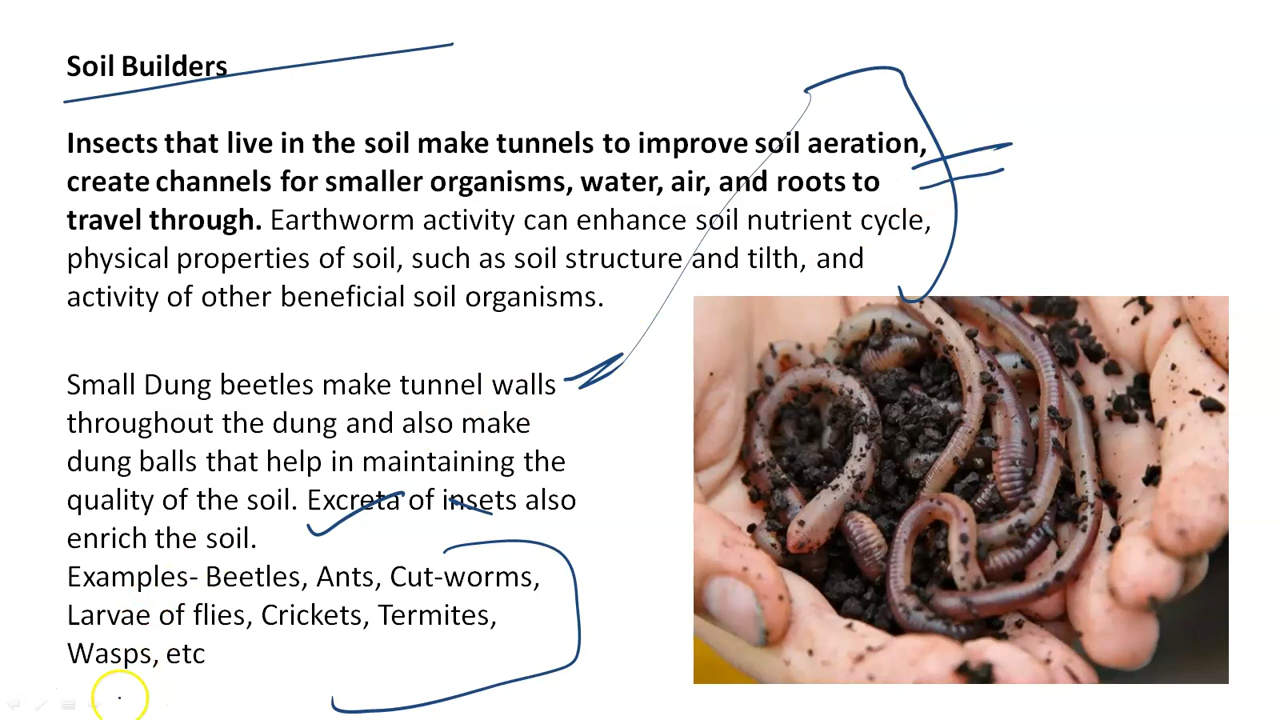 Soil Builders
Insects that live in the soil make tunnels to improve soil aeration,
create channels for smaller organisms, water, air, and roots to
travel through. Earthworm activity can enhance soil nutrient cycle,
physical properties of soil, such as soil structure and tilth, and
activity of other beneficial soil organisms.
Small Dung beetles make tunnel walls
throughout the dung and also make
dung balls that help in maintaining the
quality of the soil. Excreta of insets also
enrich the soil.
Examples- Beetles, Ants, Cut-worms,
Larvae of flies, Crickets, Termites,
Wasps, etc